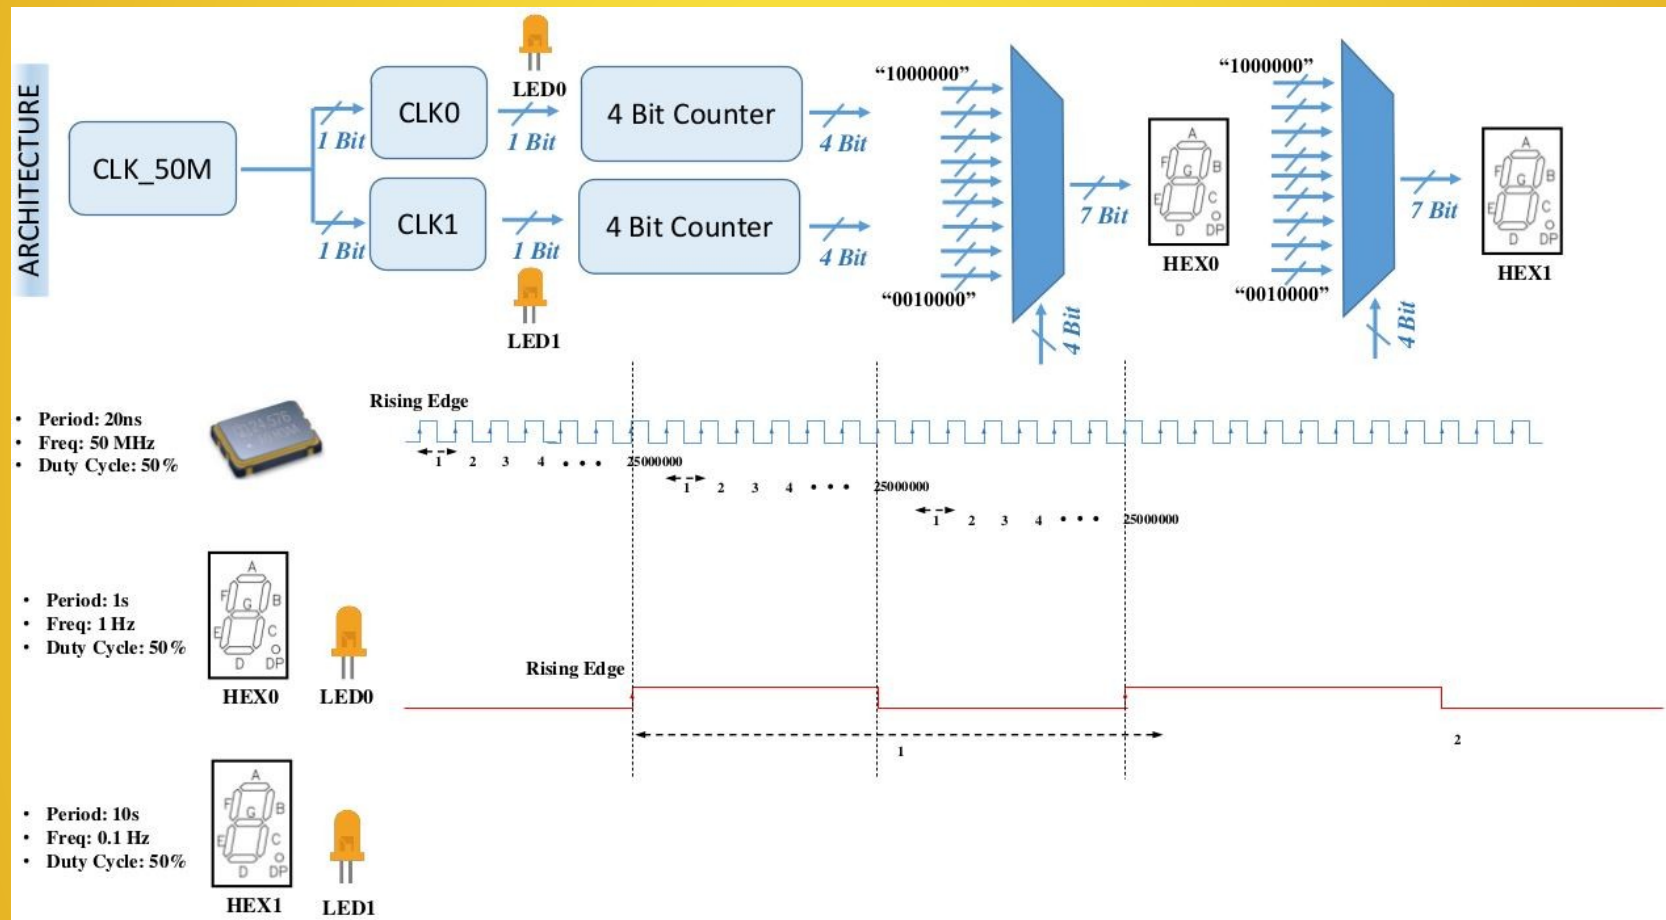 ARCHITECTURE
CLK_50M
1 Bit
1 Bit
CLK0
CLK1
LED0
1 Bit
1 Bit
LED1
4 Bit Counter
4 Bit Counter
4 Bit
4 Bit
“1000000”
“0010000”
4 Bit
7 Bit
A
F B
G
E C
D DP
HEX0
“1000000”
“0010000”
4 Bit
7 Bit
A
F B
G
E C
D DP
HEX1
• Period: 20ns
• Freq: 50 MHz
• Duty Cycle: 50%
Rising Edge
1 2 3 4 • • • 25000000
1 2 3 4 • • • 25000000
1 2 3 4 • • • 25000000
• Period: 1s
• Freq: 1 Hz
• Duty Cycle: 50%
A
F B
G
E C
D DP
HEX0
LED0
Rising Edge
1
2
• Period: 10s
• Freq: 0.1 Hz
• Duty Cycle: 50%
A
F B
G
E C
D DP
HEX1
LED1